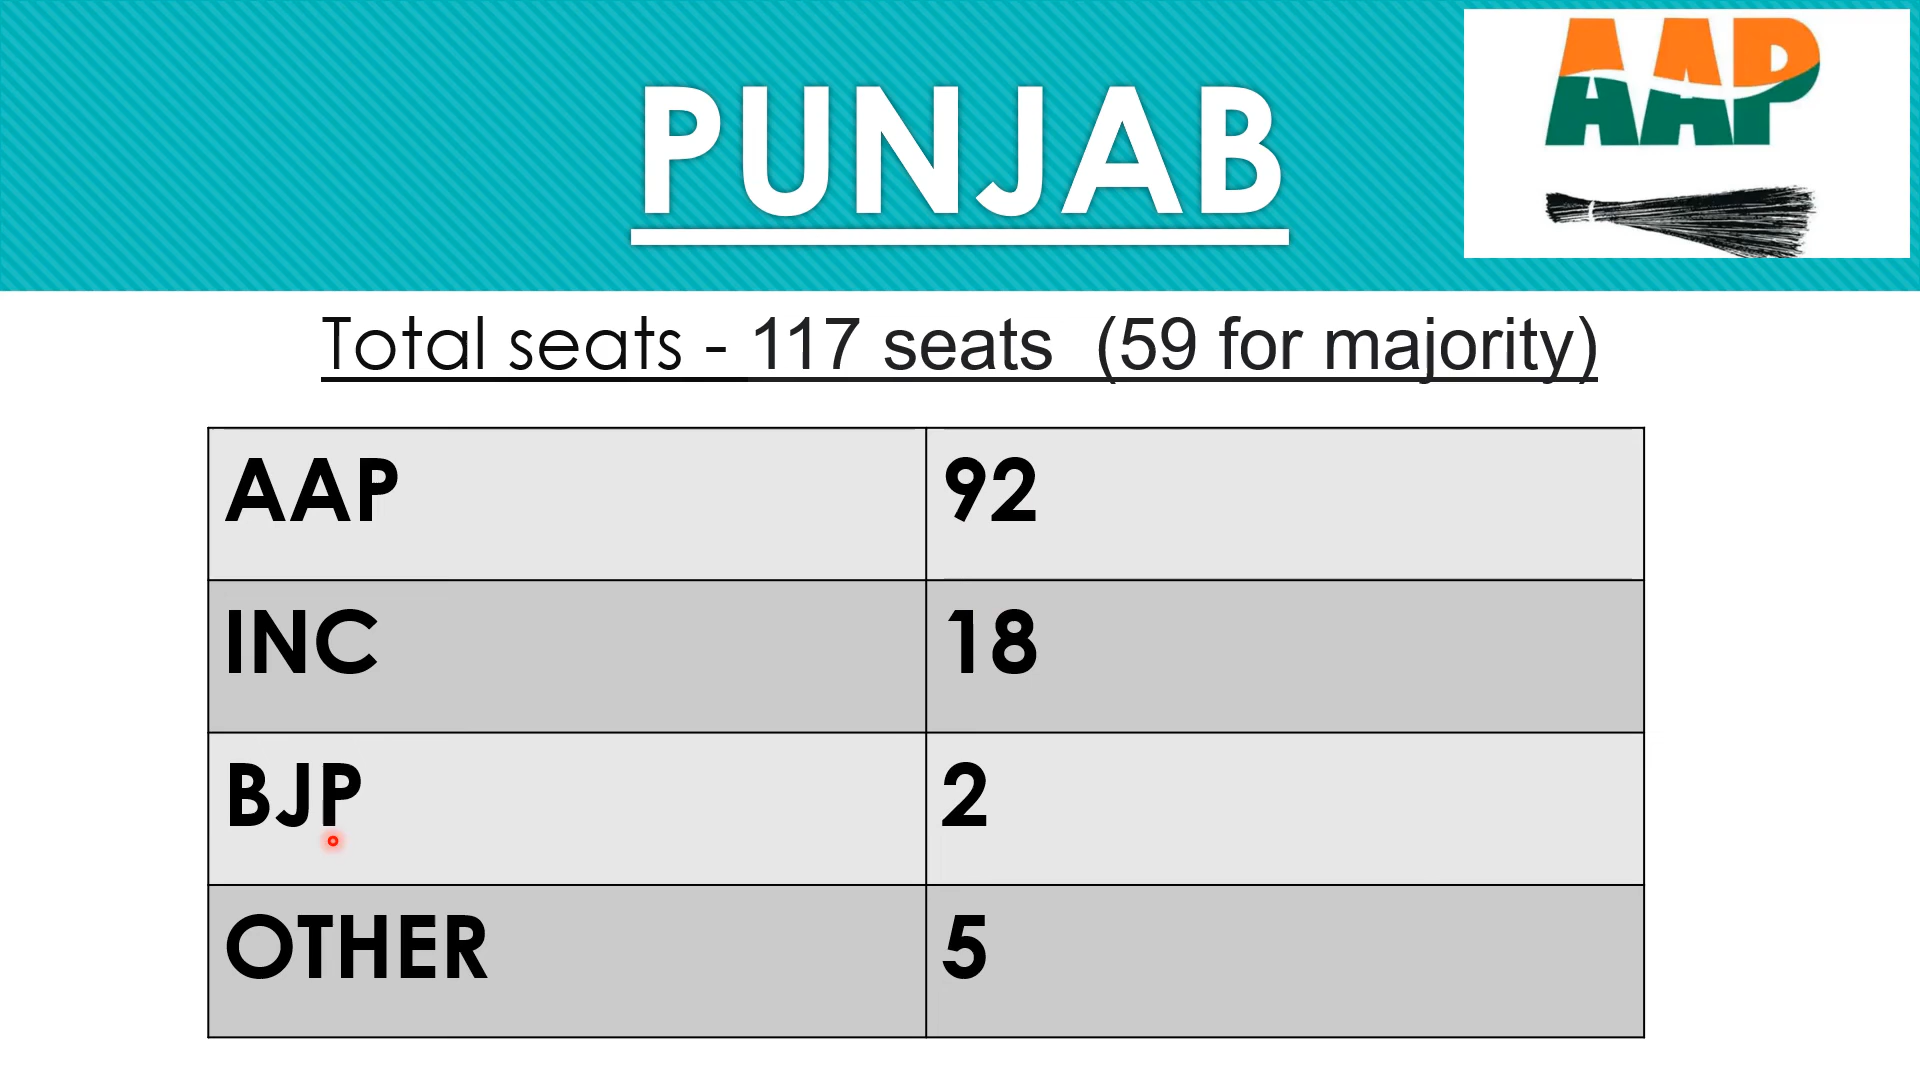 PUNJAB
AAP
Total seats - 117 seats (59 for majority)
AAP 92
INC 18
BJP 2
OTHER 5